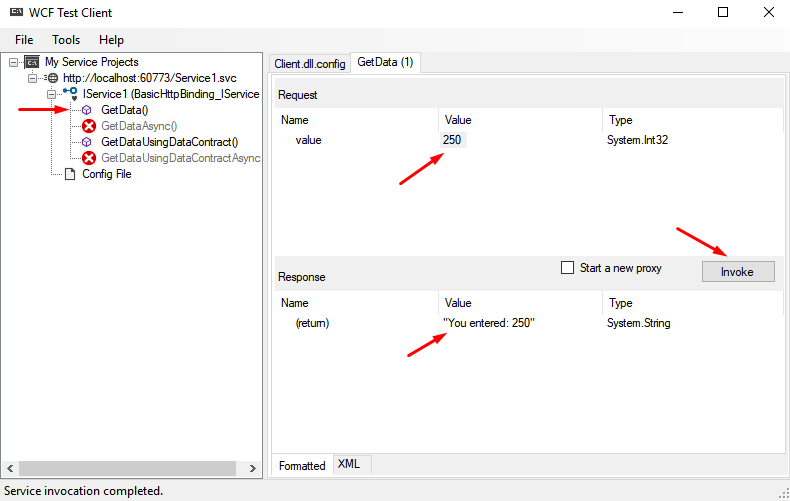 WCF Test Client
File Tools Help
My Service Projects
http://localhost:60773/Service1.svc
IService1 (BasicHttpBinding_IService
GetData()
GetDataAsync()
GetDataUsingDataContract()
GetDataUsingDataContractAsync
Config File
Client.dll.config GetData (1)
Request
Name Value Type
value 250 System.Int32
Start a new proxy Invoke
Response
Name Value Type
(return) "You entered: 250" System.String
Formatted XML
Service invocation completed.